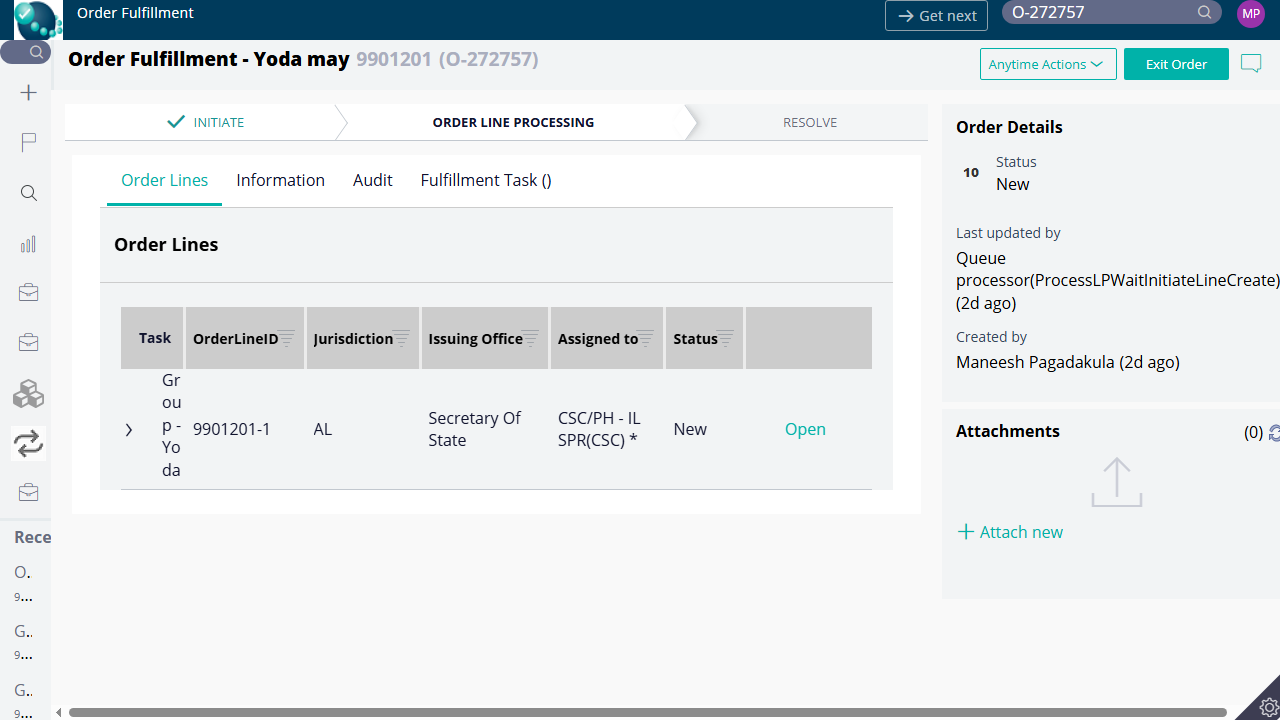 Order Fulfillment
Get next
O-272757
MP
Order Fulfillment - Yoda may 9901201 (O-272757)
Anytime Actions
Exit Order
INITIATE
ORDER LINE PROCESSING
RESOLVE
Order Lines
Information
Audit
Fulfillment Task ()
Order Lines
Task
OrderLineID
Jurisdiction
Issuing Office
Assigned to
Status
Gr
ou
p -
Yo
da
9901201-1
AL
Secretary Of
State
CSC/PH - IL
SPR(CSC) *
New
Open
Order Details
10
Status
New
Last updated by
Queue
processor(ProcessLPWaitInitiateLineCreate)
(2d ago)
Created by
Maneesh Pagadakula (2d ago)
Attachments
(0)
Attach new
Rece
O...
9...
G...
9...
G...
9...